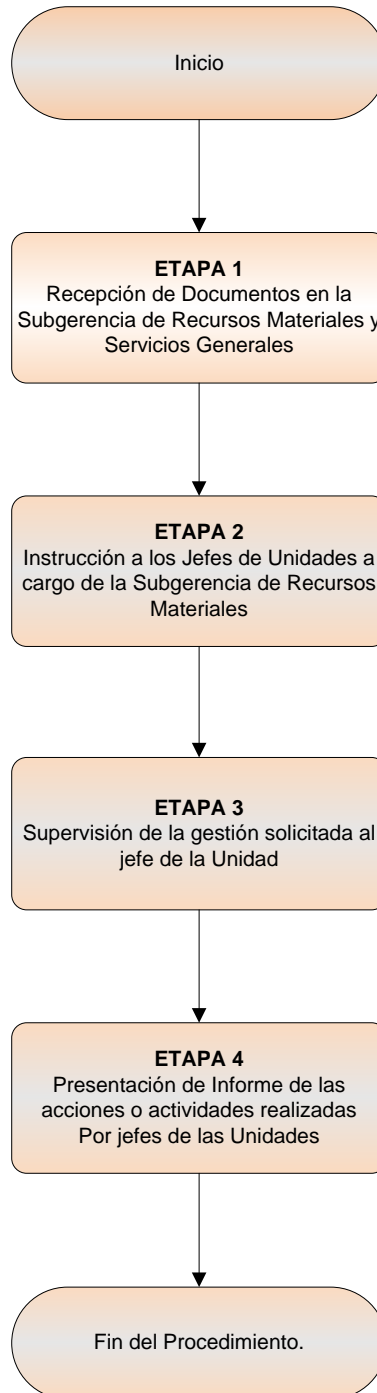 Inicio
ETAPA 1
Recepción de Documentos en la
Subgerencia de Recursos Materiales y
Servicios Generales
ETAPA 2
Instrucción a los Jefes de Unidades a
cargo de la Subgerencia de Recursos
Materiales
ETAPA 3
Supervisión de la gestión solicitada al
jefe de la Unidad
ETAPA 4
Presentación de Informe de las
acciones o actividades realizadas
Por jefes de las Unidades
Fin del Procedimiento.